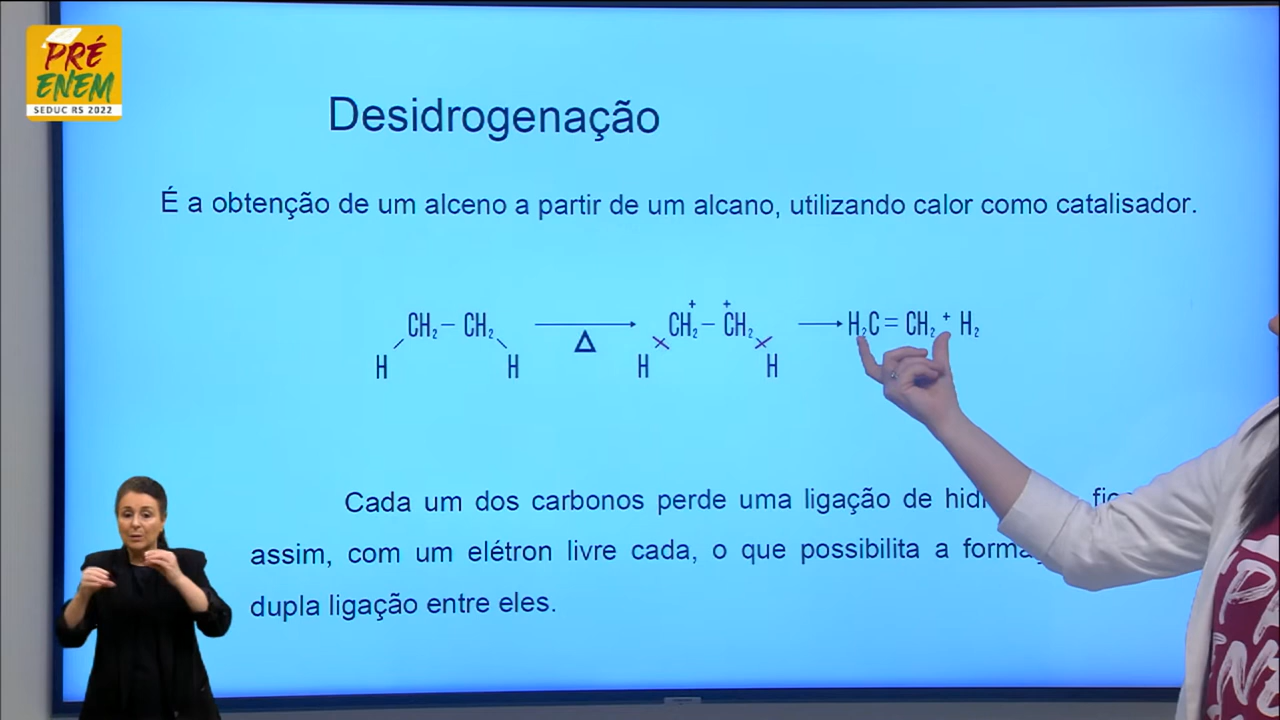 PRÉ
ENEM
SEDUC RS 2022
Desidrogenação
É a obtenção de um alceno a partir de um alcano, utilizando calor como catalisador.
+ +
CH₂ – CH₂ → CH₂ – CH₂ → H₂C = CH₂ + H₂
Δ
H H H H
Cada um dos carbonos perde uma ligação de
assim, com um elétron livre cada, o que possibilita a
dupla ligação entre eles.